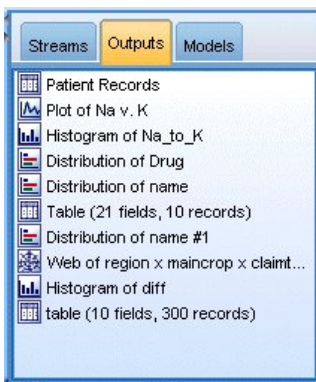 Streams Outputs Models
Patient Records
Plot of Na v. K
Histogram of Na_to_K
Distribution of Drug
Distribution of name
Table (21 fields, 10 records)
Distribution of name #1
Web of region x maincrop x claimt...
Histogram of diff
table (10 fields, 300 records)